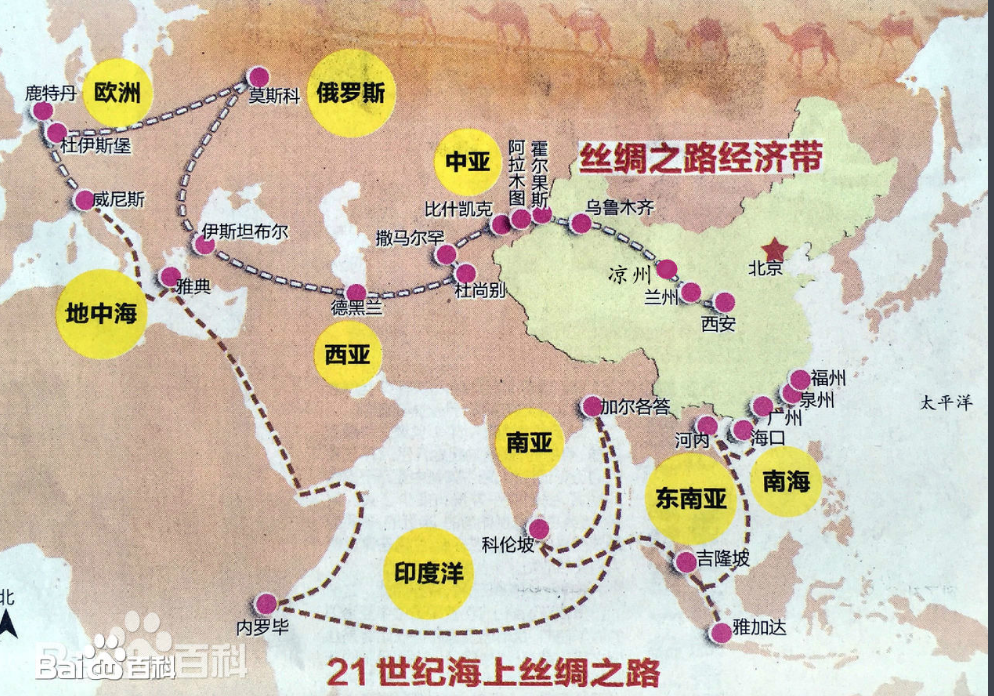 鹿特丹
欧洲
莫斯科
俄罗斯
杜伊斯堡
中亚
阿拉木图
霍尔果斯
丝绸之路经济带
威尼斯
比什凯克
乌鲁木齐
伊斯坦布尔
撒马尔罕
北京
凉州
雅典
杜尚别
兰州
地中海
德黑兰
西安
西亚
福州
泉州
太平洋
加尔各答
广州
河内
海口
南亚
南海
东南亚
科伦坡
吉隆坡
印度洋
北
内罗毕
雅加达
Baidu百科
百科
21世纪海上丝绸之路